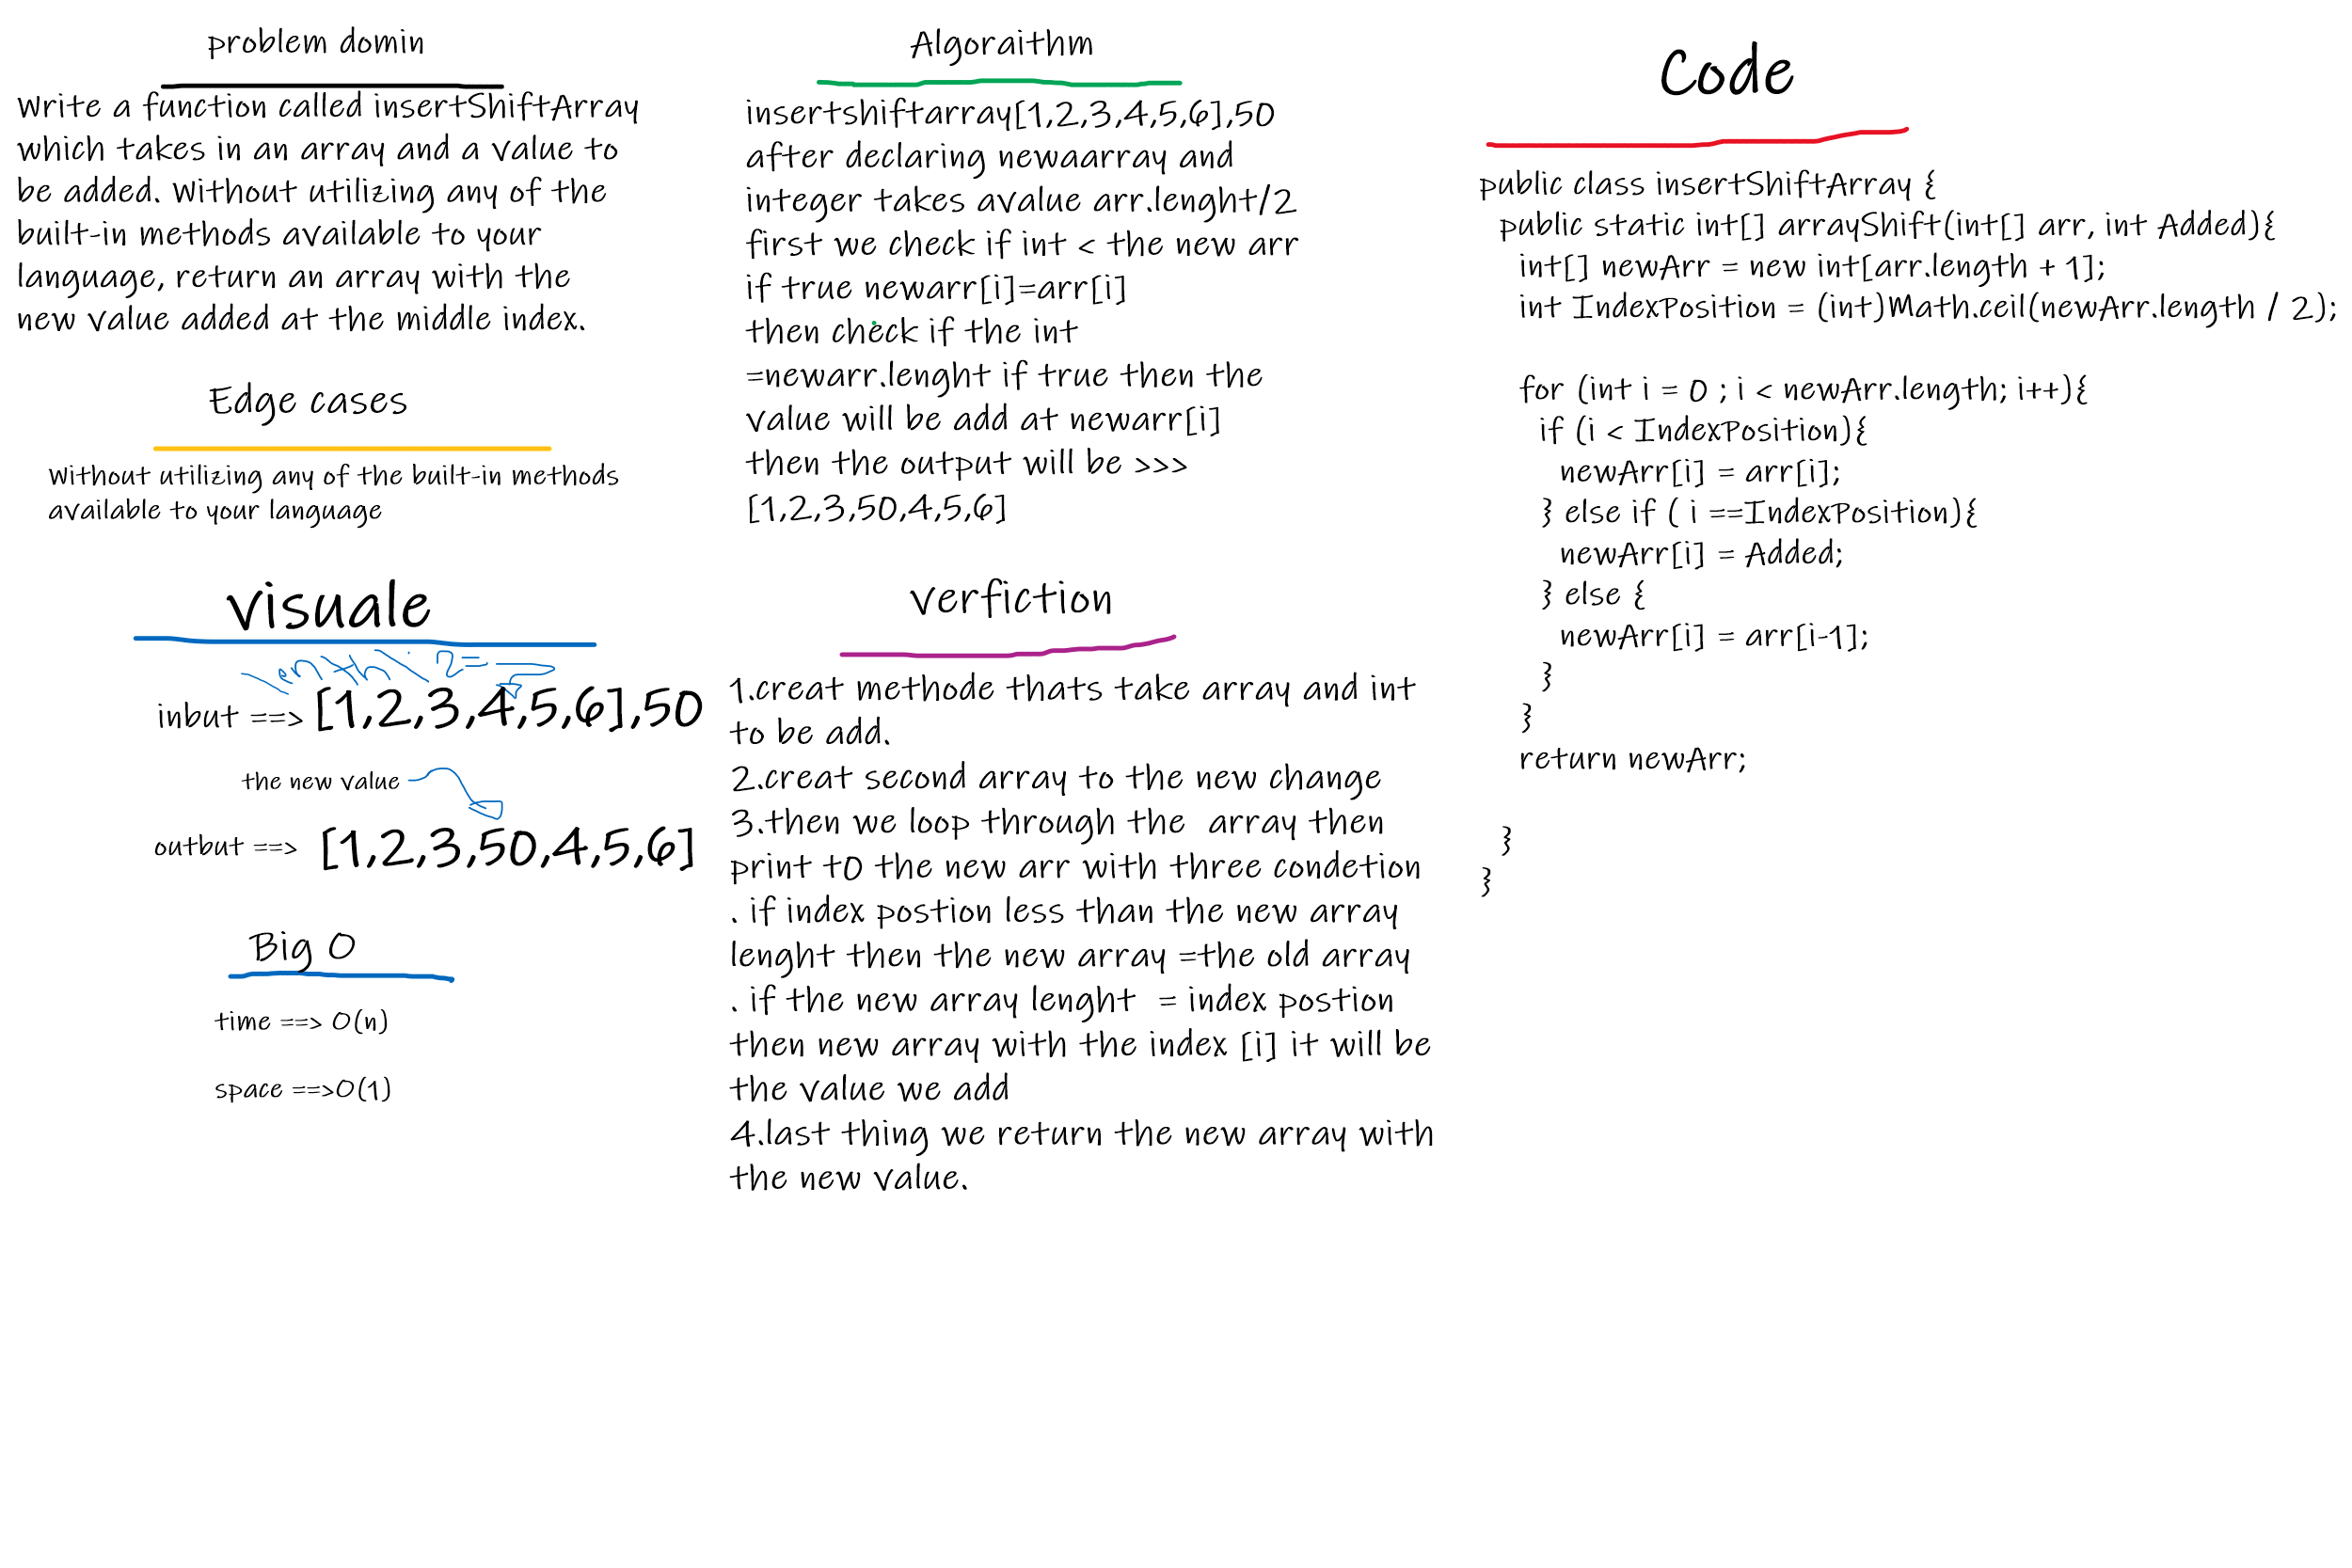 problem domin
Write a function called insertShiftArray
which takes in an array and a value to
be added. Without utilizing any of the
built-in methods available to your
language, return an array with the
new value added at the middle index.
Edge cases
Without utilizing any of the built-in methods
available to your language
visuale
length/2=
inbut ==> [1,2,3,4,5,6],50
the new value
outbut ==> [1,2,3,50,4,5,6]
Big O
time ==> O(n)
space ==>O(1)
Algoraithm
insertshiftarray[1,2,3,4,5,6],50
after declaring newaarray and
integer takes avalue arr.lenght/2
first we check if int < the new arr
if true newarr[i]=arr[i]
then check if the int
=newarr.lenght if true then the
value will be add at newarr[i]
then the output will be >>>
[1,2,3,50,4,5,6]
verfiction
1.creat methode thats take array and int
to be add.
2.creat second array to the new change
3.then we loop through the  array then
print t0 the new arr with three condetion
. if index postion less than the new array
lenght then the new array =the old array
. if the new array lenght  = index postion
then new array with the index [i] it will be
the value we add
4.last thing we return the new array with
the new value.
Code
public class insertShiftArray {
public static int[] arrayShift(int[] arr, int Added){
int[] newArr = new int[arr.length + 1];
int IndexPosition = (int)Math.ceil(newArr.length / 2);
for (int i = 0 ; i < newArr.length; i++){
if (i < IndexPosition){
newArr[i] = arr[i];
} else if ( i ==IndexPosition){
newArr[i] = Added;
} else {
newArr[i] = arr[i-1];
}
}
return newArr;
}
}